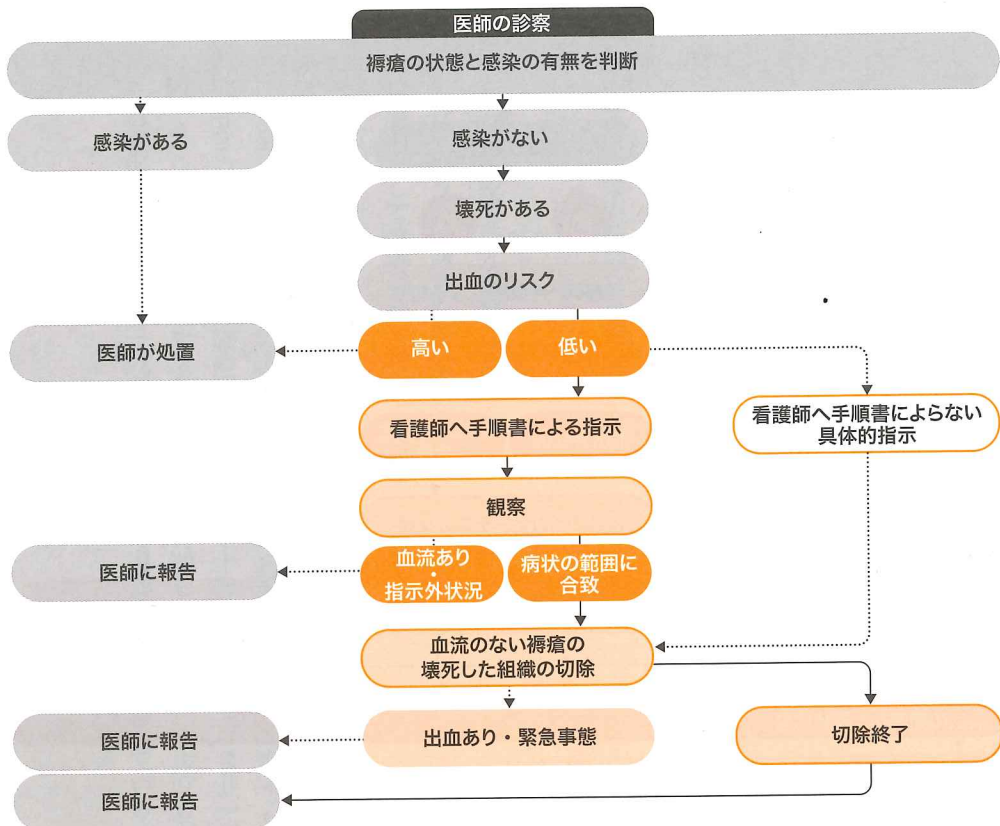 医師の診察
褥瘡の状態と感染の有無を判断
感染がある
感染がない
壊死がある
出血のリスク
医師が処置
高い
低い
看護師へ手順書による指示
看護師へ手順書によらない
具体的指示
観察
医師に報告
血流あり
・
指示外状況
病状の範囲に
合致
血流のない褥瘡の
壊死した組織の切除
医師に報告
出血あり・緊急事態
切除終了
医師に報告